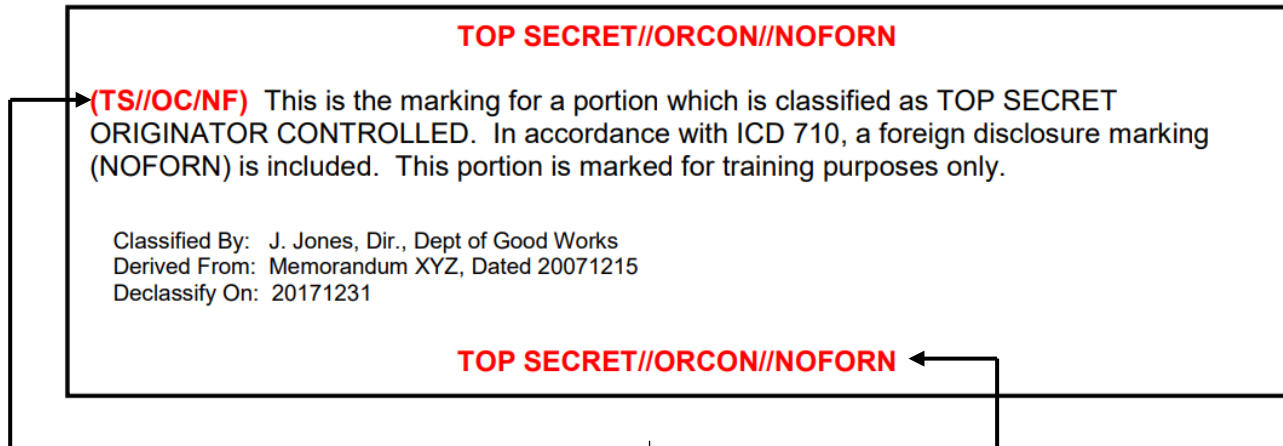 TOP SECRET//ORCON//NOFORN
(TS//OC/NF) This is the marking for a portion which is classified as TOP SECRET
ORIGINATOR CONTROLLED. In accordance with ICD 710, a foreign disclosure marking
(NOFORN) is included. This portion is marked for training purposes only.
Classified By: J. Jones, Dir., Dept of Good Works
Derived From: Memorandum XYZ, Dated 20071215
Declassify On: 20171231
TOP SECRET//ORCON//NOFORN